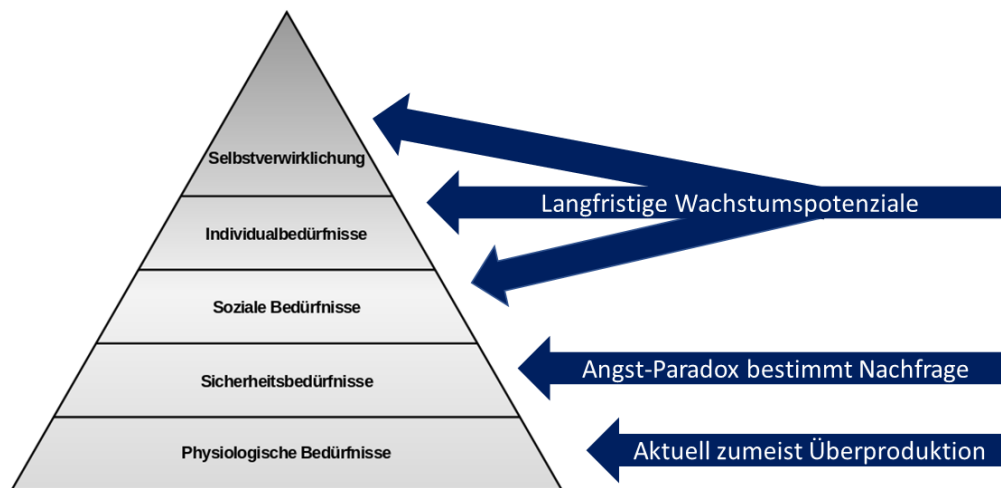 Selbstverwirklichung
Langfristige Wachstumspotenziale
Individualbedürfnisse
Soziale Bedürfnisse
Angst-Paradox bestimmt Nachfrage
Sicherheitsbedürfnisse
Physiologische Bedürfnisse
Aktuell zumeist Überproduktion